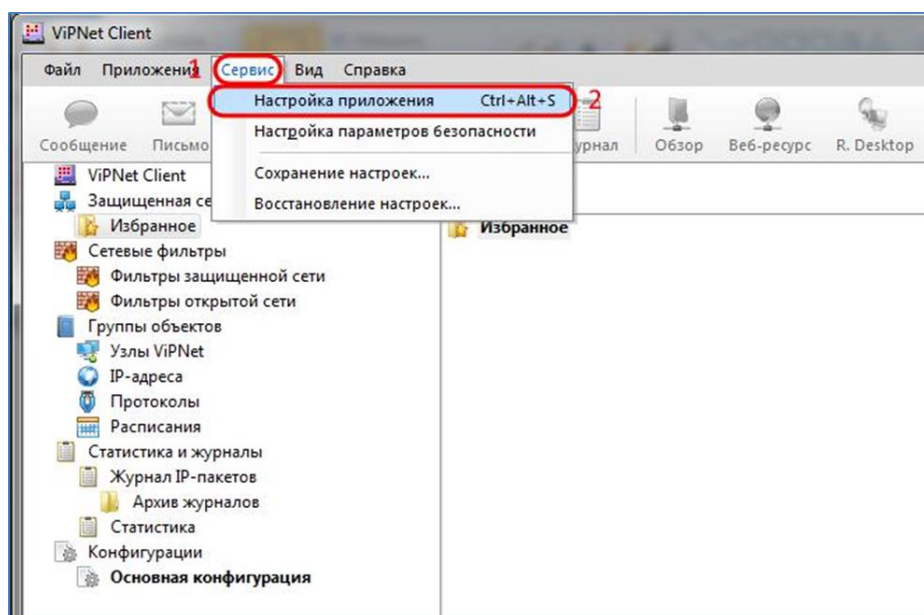 ViPNet Client
Файл Приложения 1 Сервис Вид Справка
Настройка приложения Ctrl+Alt+S 2
Настройка параметров безопасности
Сохранение настроек...
Восстановление настроек...
Сообщение Письмо Обзор Веб-ресурс R. Desktop
ViPNet Client
Избранное
Избранное
Сетевые фильтры
Фильтры защищенной сети
Фильтры открытой сети
Группы объектов
Узлы ViPNet
IP-адреса
Протоколы
Расписания
Статистика и журналы
Журнал IP-пакетов
Архив журналов
Статистика
Конфигурации
Основная конфигурация